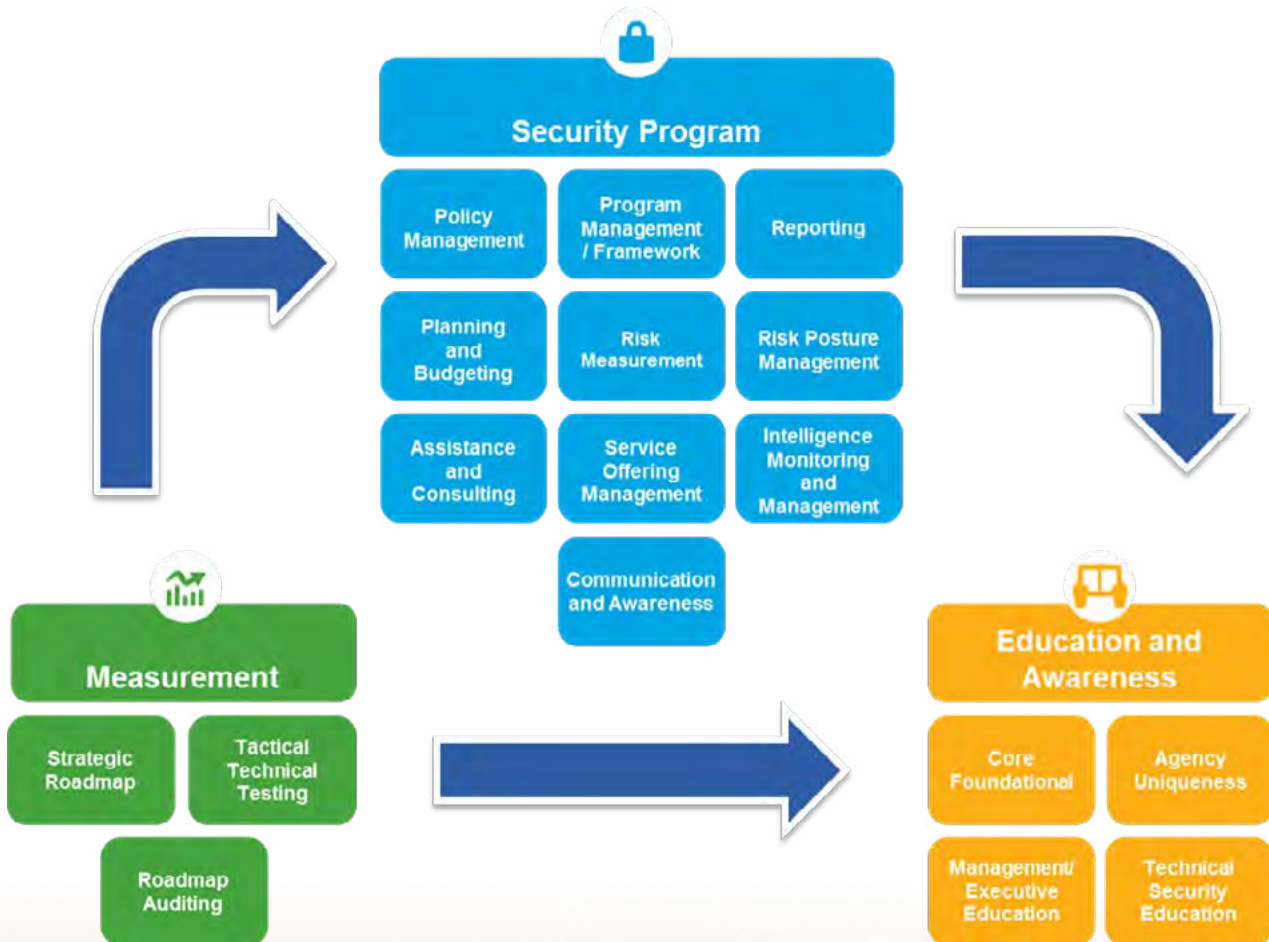 Security Program
Policy
Management
Program
Management
/ Framework
Reporting
Planning
and
Budgeting
Risk
Measurement
Risk Posture
Management
Assistance
and
Consulting
Service
Offering
Management
Intelligence
Monitoring
and
Management
Communication
and Awareness
Measurement
Strategic
Roadmap
Tactical
Technical
Testing
Roadmap
Auditing
Education and
Awareness
Core
Foundational
Agency
Uniqueness
Management/
Executive
Education
Technical
Security
Education